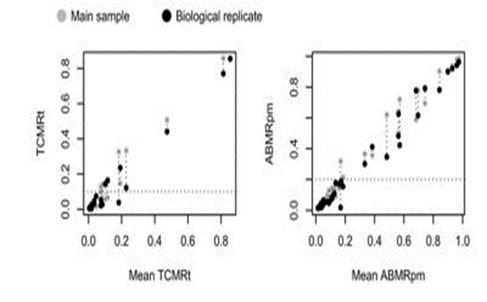 Main sample Biological replicate
TCMRt
0.8
0.6
0.4
0.2
0.0
0.0 0.2 0.4 0.6 0.8
Mean TCMRt
ABMRpm
0.8
0.4
0.0
0.0 0.2 0.4 0.6 0.8 1.0
Mean ABMRpm